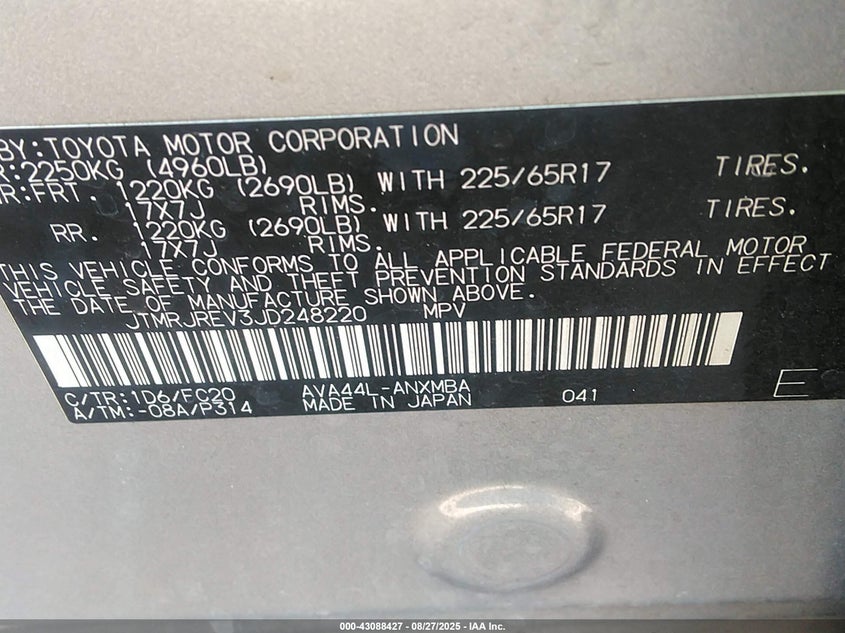 BY:TOYOTA MOTOR CORPORATION
R:2250KG (4960LB)
R:FRT. 1220KG (2690LB) WITH 225/65R17 TIRES.
17X7J RIMS.
RR. 1220KG (2690LB) WITH 225/65R17 TIRES.
17X7J RIMS.
THIS VEHICLE CONFORMS TO ALL APPLICABLE FEDERAL MOTOR
VEHICLE SAFETY AND THEFT PREVENTION STANDARDS IN EFFECT
THE DATE OF MANUFACTURE SHOWN ABOVE.
JTMRJREV3JD248220 MPV
C/TR:1D6/FC20 AVA44L-ANXMBA
A/TM:-08A/P314 MADE IN JAPAN 041 E
000-43088427 - 08/27/2025 - IAA Inc.